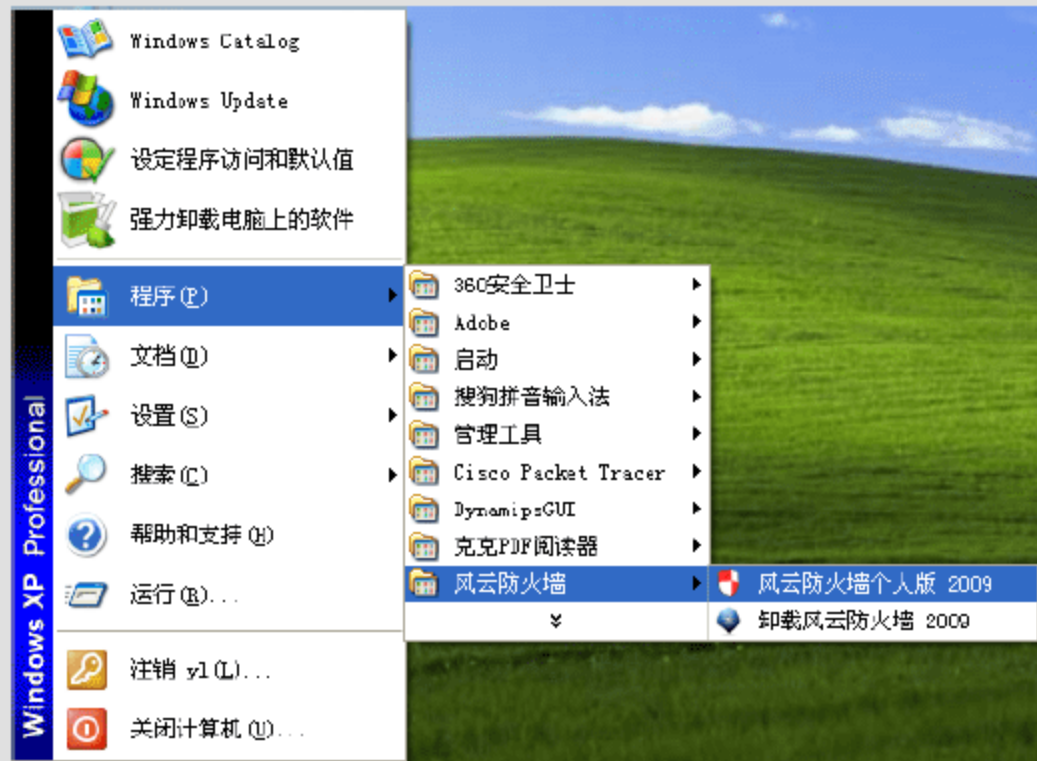 Windows Catalog
Windows Update
设定程序访问和默认值
强力卸载电脑上的软件
程序(P)
文档(D)
设置(S)
搜索(C)
帮助和支持(H)
运行(R)...
注销 yl(L)...
关闭计算机(U)...
Windows XP Professional
360安全卫士
Adobe
启动
搜狗拼音输入法
管理工具
Cisco Packet Tracer
DynamipsGUI
克克PDF阅读器
风云防火墙
风云防火墙个人版 2009
卸载风云防火墙 2009